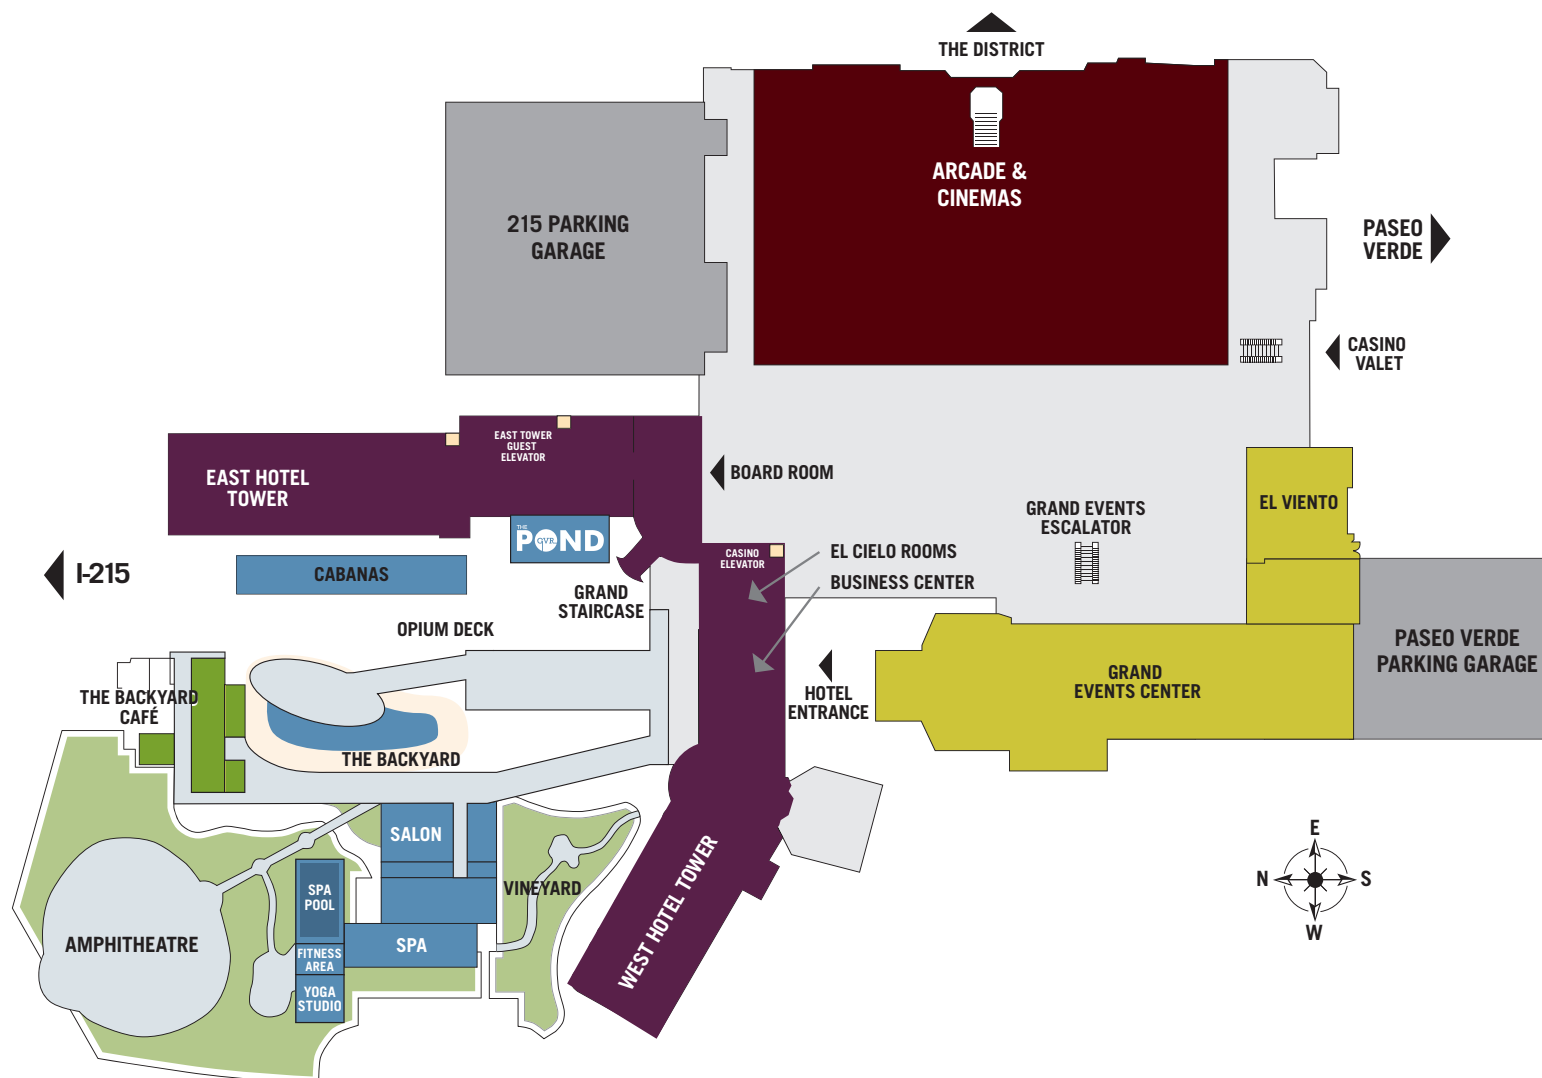 THE DISTRICT
ARCADE &
CINEMAS
215 PARKING
GARAGE
PASEO
VERDE
CASINO
VALET
EAST TOWER
GUEST
ELEVATOR
EAST HOTEL
TOWER
BOARD ROOM
EL VIENTO
GRAND EVENTS
ESCALATOR
THE
POND
GVR
CASINO
ELEVATOR
EL CIELO ROOMS
BUSINESS CENTER
I-215
CABANAS
GRAND
STAIRCASE
OPIUM DECK
PASEO VERDE
PARKING GARAGE
GRAND
EVENTS CENTER
HOTEL
ENTRANCE
THE BACKYARD
CAFÉ
THE BACKYARD
SALON
VINEYARD
WEST HOTEL TOWER
SPA
POOL
AMPHITHEATRE
SPA
FITNESS
AREA
YOGA
STUDIO
E
N
S
W